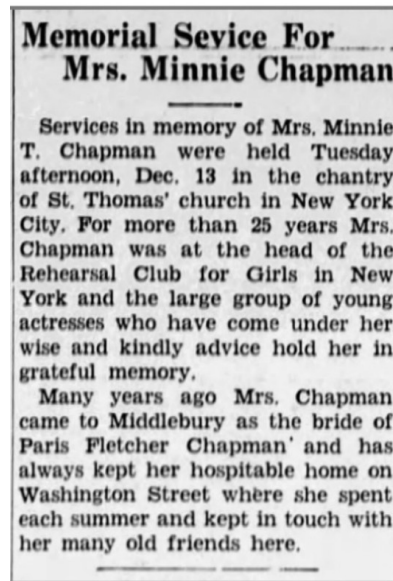 Memorial Sevice For
Mrs. Minnie Chapman
Services in memory of Mrs. Minnie
T. Chapman were held Tuesday
afternoon, Dec. 13 in the chantry
of St. Thomas' church in New York
City. For more than 25 years Mrs.
Chapman was at the head of the
Rehearsal Club for Girls in New
York and the large group of young
actresses who have come under her
wise and kindly advice hold her in
grateful memory.
Many years ago Mrs. Chapman
came to Middlebury as the bride of
Paris Fletcher Chapman' and has
always kept her hospitable home on
Washington Street where she spent
each summer and kept in touch with
her many old friends here.